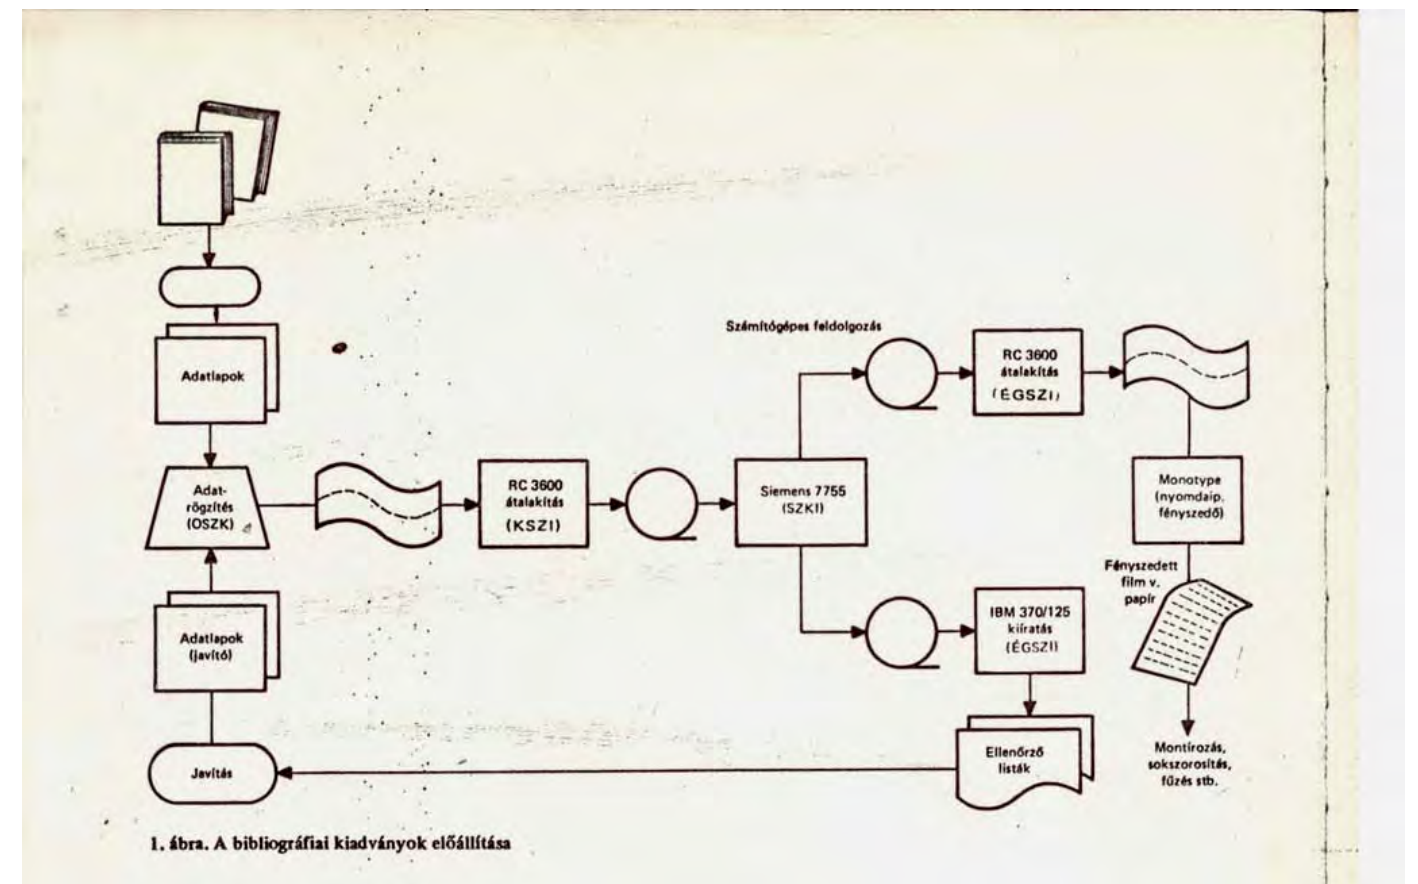 Számítógépes feldolgozás
Adatlapok
RC 3600
átalakítás
(ÉGSZI)
Adat-
rögzítés
(OSZK)
RC 3600
átalakítás
(KSZI)
Siemens 7755
(SZKI)
Monotype
(nyomdaip.
fényszedő)
Fényszedett
film v.
papír
Adatlapok
(javító)
IBM 370/125
kiíratás
(ÉGSZI)
Javítás
Ellenőrző
listák
Montírozás,
sokszorosítás,
fűzés stb.
1. ábra. A bibliográfiai kiadványok előállítása